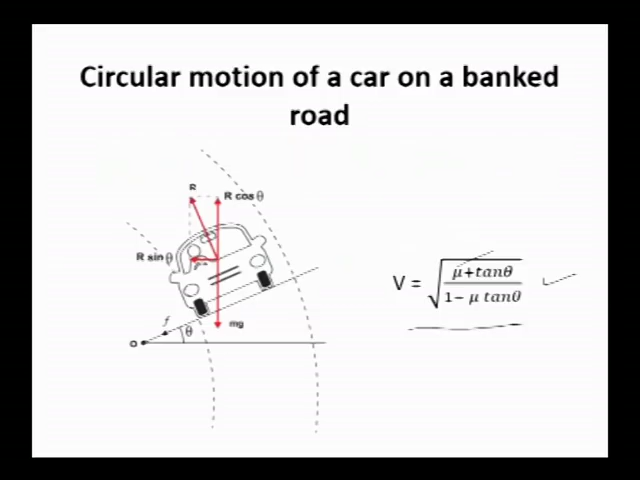 Circular motion of a car on a banked
road
R
R cos θ
R sin θ
mg
f
θ
O
V = √((μ+tanθ)/(1− μ tanθ))